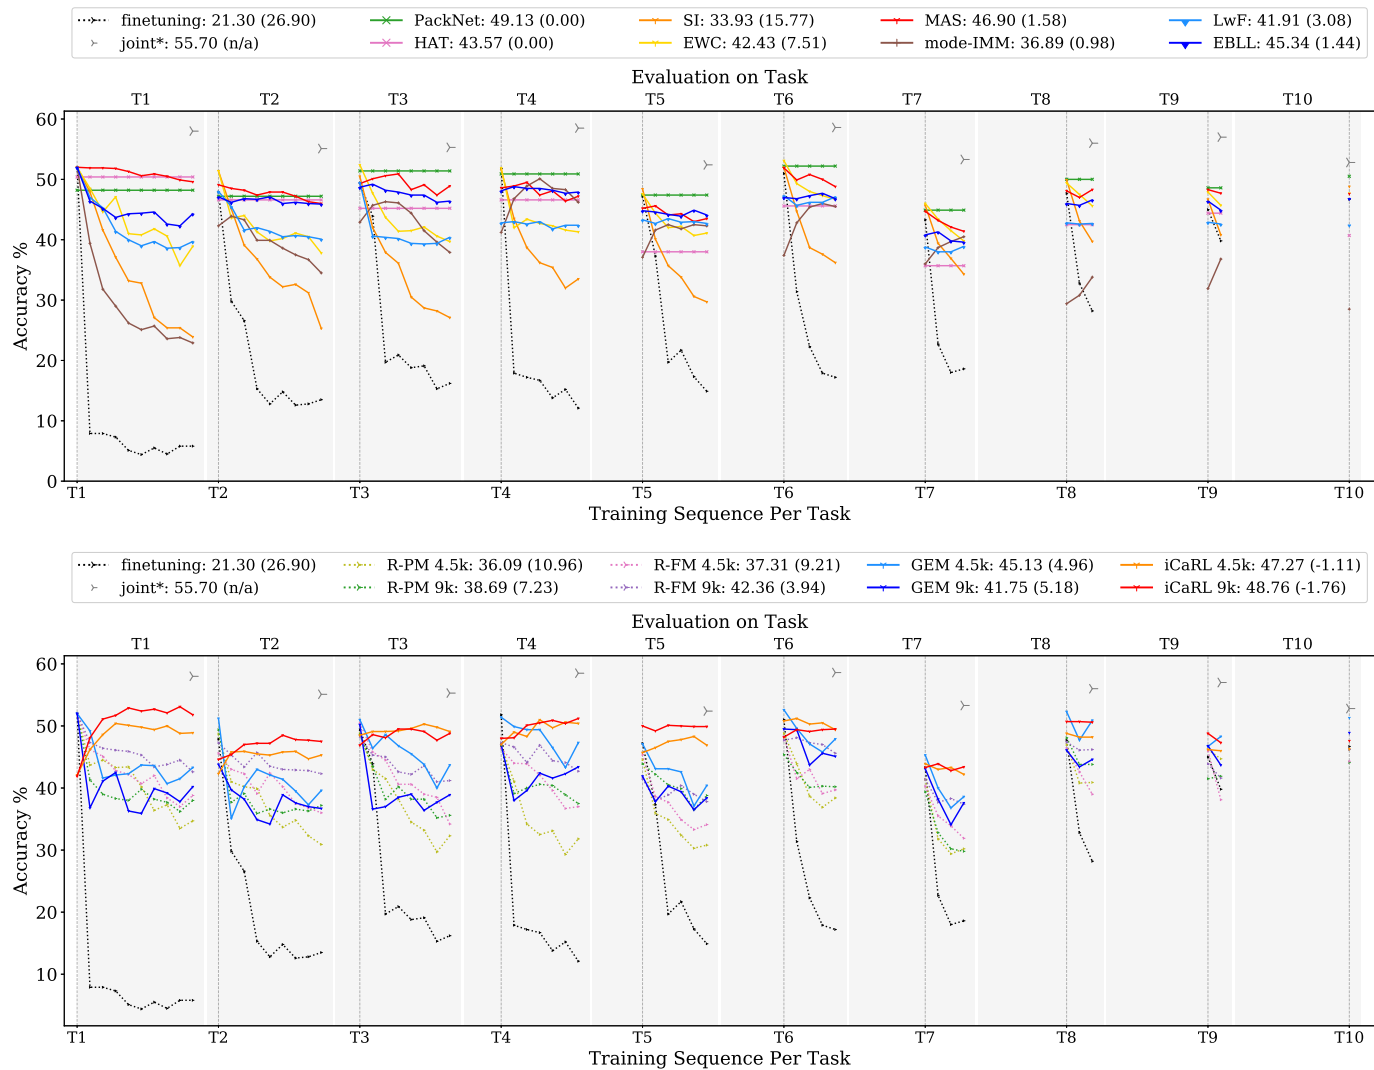 finetuning: 21.30 (26.90) PackNet: 49.13 (0.00) SI: 33.93 (15.77) MAS: 46.90 (1.58) LwF: 41.91 (3.08)
joint*: 55.70 (n/a) HAT: 43.57 (0.00) EWC: 42.43 (7.51) mode-IMM: 36.89 (0.98) EBLL: 45.34 (1.44)
Evaluation on Task
T1 T2 T3 T4 T5 T6 T7 T8 T9 T10
60
50
40
30
20
10
0
Accuracy %
T1 T2 T3 T4 T5 T6 T7 T8 T9 T10
Training Sequence Per Task
finetuning: 21.30 (26.90) R-PM 4.5k: 36.09 (10.96) R-FM 4.5k: 37.31 (9.21) GEM 4.5k: 45.13 (4.96) iCaRL 4.5k: 47.27 (-1.11)
joint*: 55.70 (n/a) R-PM 9k: 38.69 (7.23) R-FM 9k: 42.36 (3.94) GEM 9k: 41.75 (5.18) iCaRL 9k: 48.76 (-1.76)
Evaluation on Task
T1 T2 T3 T4 T5 T6 T7 T8 T9 T10
60
50
40
30
20
10
Accuracy %
T1 T2 T3 T4 T5 T6 T7 T8 T9 T10
Training Sequence Per Task